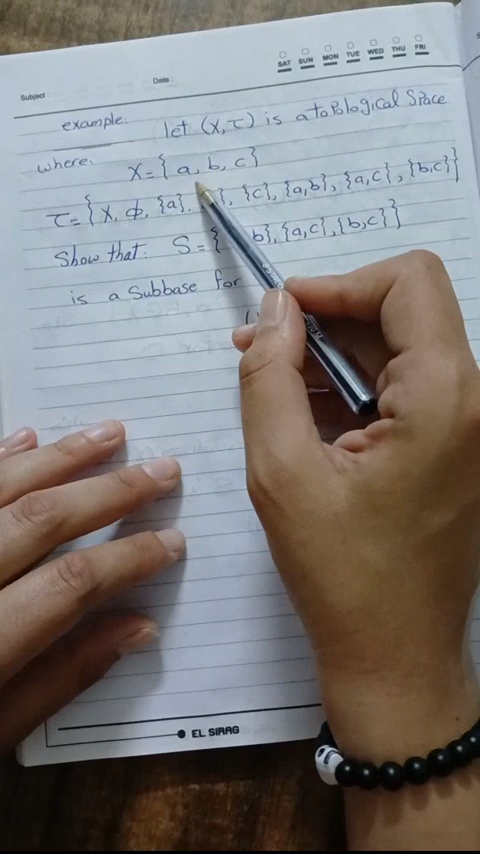 Subject :
Date :
SAT SUN MON TUE WED THU FRI
example:
let (X, τ) is a topological Space
where:
X = { a, b, c }
τ = { X, φ, {a}, }, {c}, {a,b}, {a,c}, {b,c}}
Show that: S = { b}, {a,c}, {b,c}}
is a Subbase for
EL SIRAG